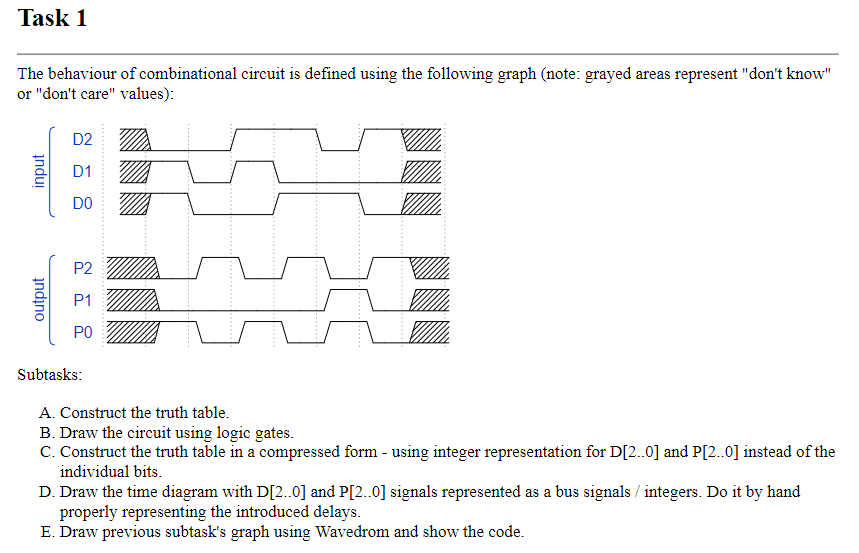 Task 1
The behaviour of combinational circuit is defined using the following graph (note: grayed areas represent "don't know"
or "don't care" values):
input
D2
D1
D0
output
P2
P1
P0
Subtasks:
A. Construct the truth table.
B. Draw the circuit using logic gates.
C. Construct the truth table in a compressed form - using integer representation for D[2..0] and P[2..0] instead of the
individual bits.
D. Draw the time diagram with D[2..0] and P[2..0] signals represented as a bus signals / integers. Do it by hand
properly representing the introduced delays.
E. Draw previous subtask's graph using Wavedrom and show the code.